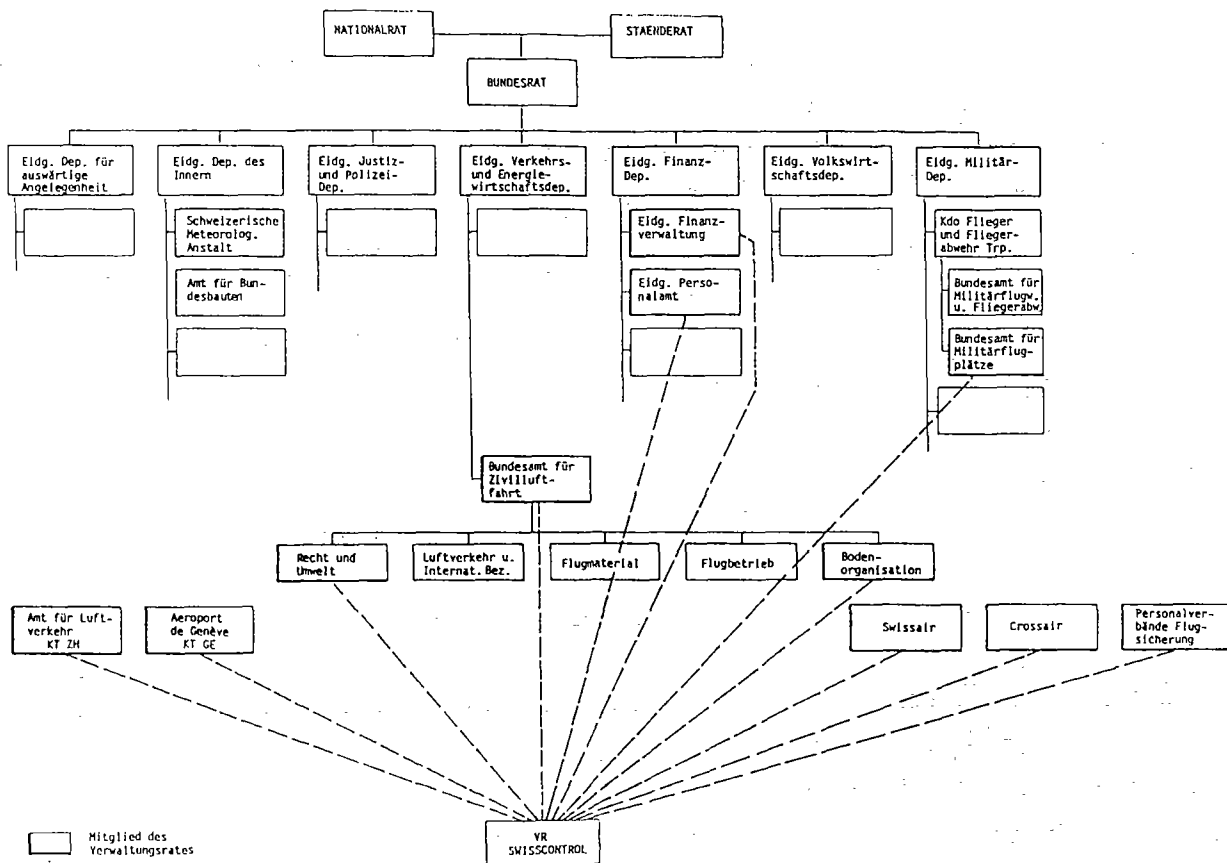 NATIONALRAT
STAENDERAT
BUNDESRAT
Eidg. Dep. für
auswärtige
Angelegenheit
Eidg. Dep. des
Innern
Eidg. Justiz-
und Polizei-
Dep.
Eidg. Verkehrs-
und Energie-
wirtschaftsdep.
Eidg. Finanz-
Dep.
Eidg. Volkswirt-
schaftsdep.
Eidg. Militär-
Dep.
Schweizerische
Meteorolog.
Anstalt
Amt für Bun-
desbauten
Eidg. Finanz-
verwaltung
Eidg. Perso-
nalamt
Kdo Flieger
und Flieger-
abwehr Trp.
Bundesamt für
Militärflugw.
u. Fliegerabw.
Bundesamt für
Militärflug-
plätze
Bundesamt für
Zivilluft-
fahrt
Recht und
Umwelt
Luftverkehr u.
Internat. Bez.
Flugmaterial
Flugbetrieb
Boden-
organisation
Amt für Luft-
verkehr
KT ZH
Aeroport
de Genève
KT GE
Swissair
Crossair
Personalver-
bände Flug-
sicherung
VR
SWISSCONTROL
Mitglied des
Verwaltungsrates